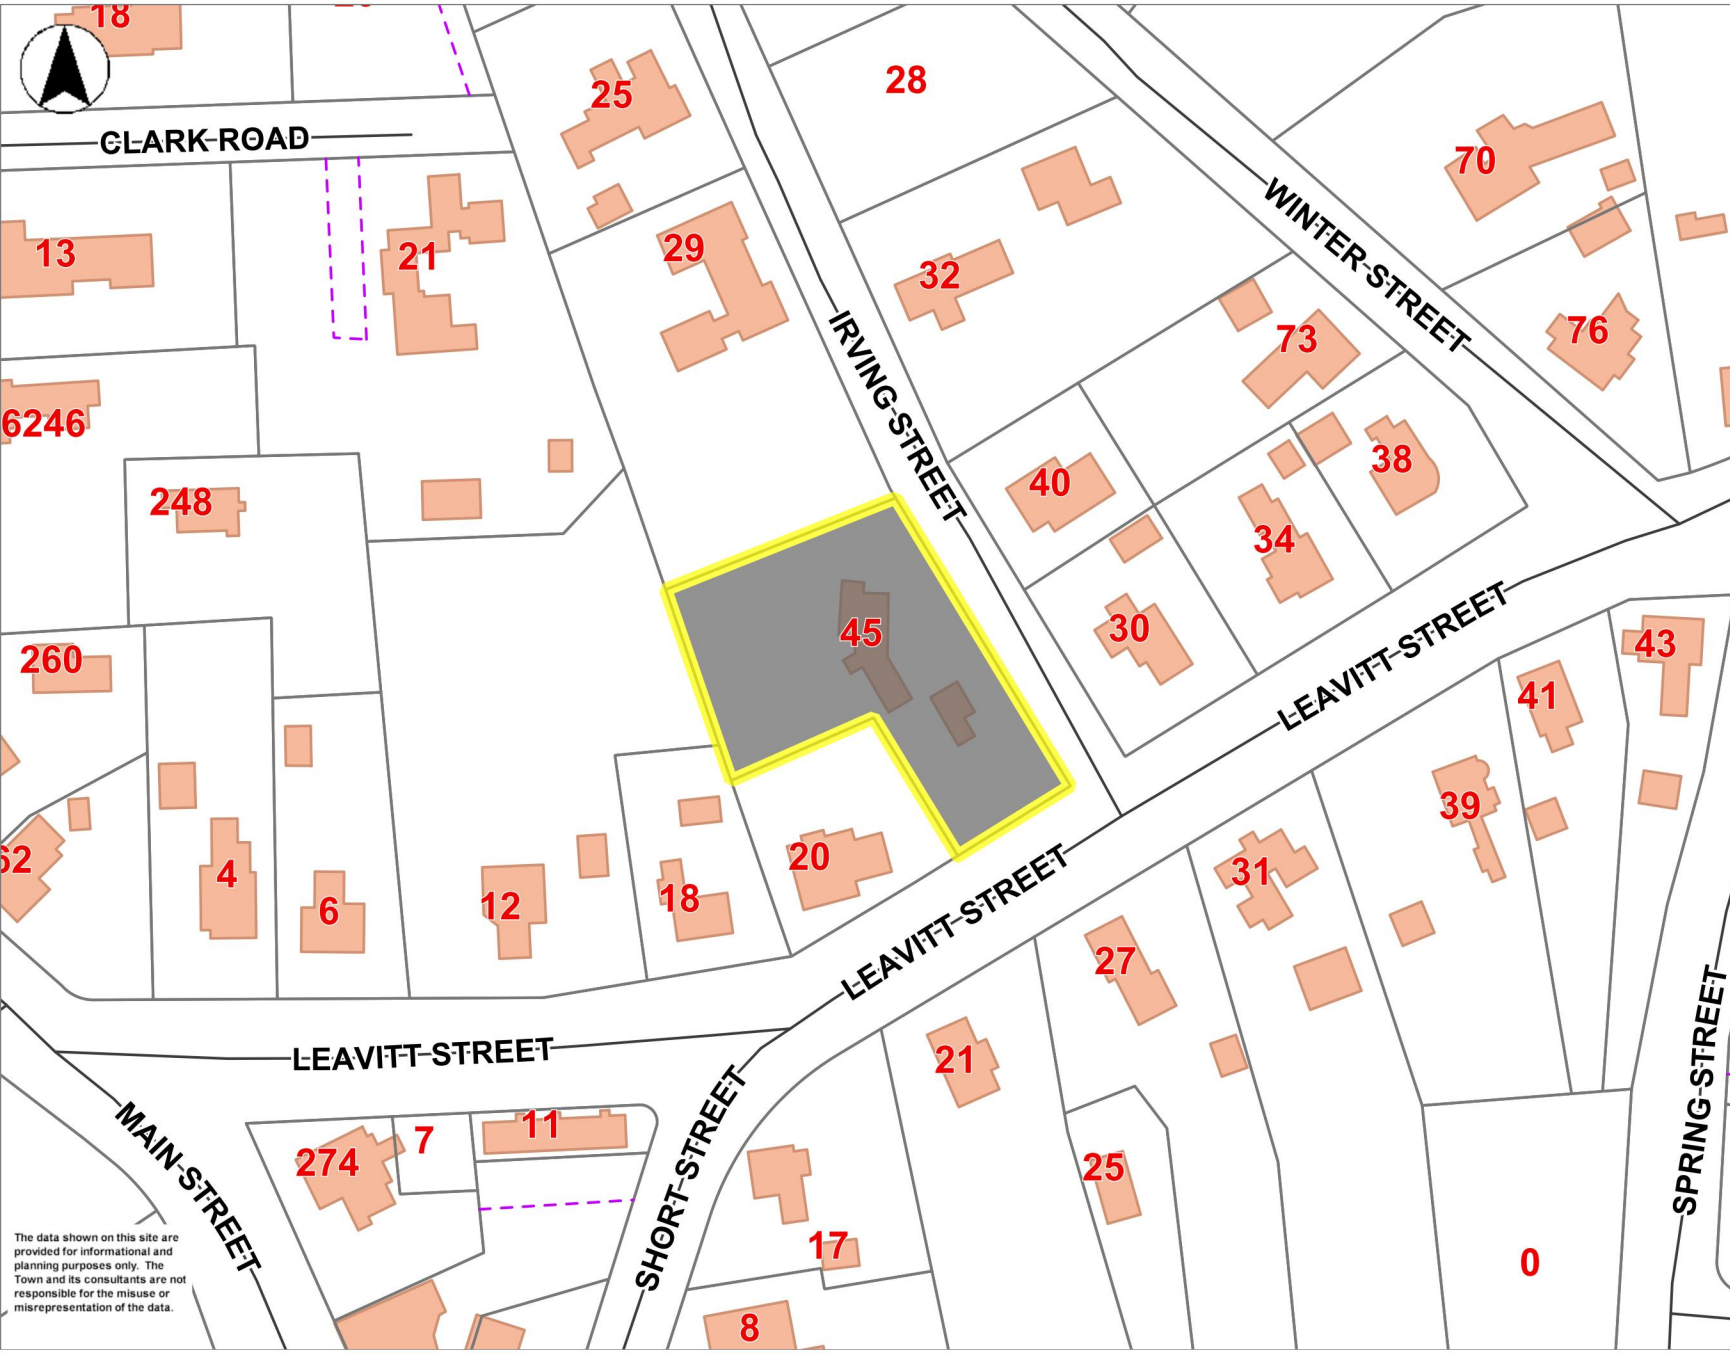 18
25
28
CLARK ROAD
70
WINTER STREET
13
21
29
32
IRVING STREET
73
76
6246
248
40
38
34
45
30
260
43
LEAVITT STREET
41
39
62
4
6
12
18
20
31
LEAVITT STREET
27
21
LEAVITT STREET
SPRING STREET
MAIN STREET
274
7
11
SHORT STREET
25
17
0
8
The data shown on this site are
provided for informational and
planning purposes only. The
Town and its consultants are not
responsible for the misuse or
misrepresentation of the data.